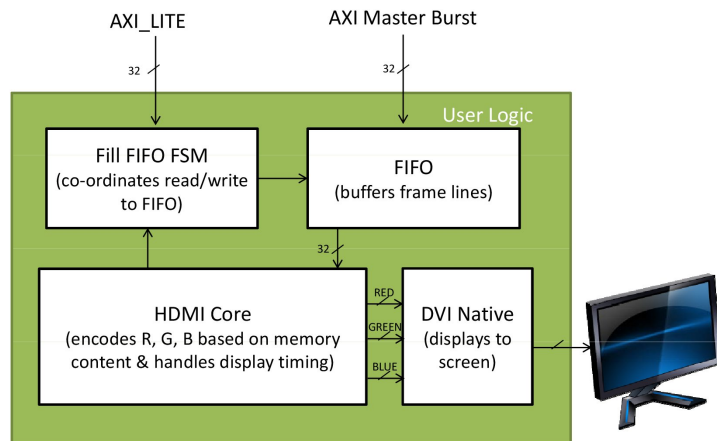 AXI_LITE
AXI Master Burst
32
32
User Logic
Fill FIFO FSM
(co-ordinates read/write
to FIFO)
FIFO
(buffers frame lines)
32
HDMI Core
(encodes R, G, B based on memory
content & handles display timing)
RED
GREEN
BLUE
DVI Native
(displays to
screen)